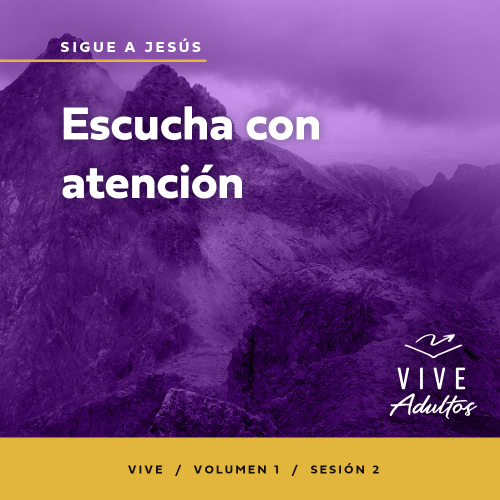 SIGUE A JESÚS
Escucha con
atención
VIVE
Adultos
VIVE / VOLUMEN 1 / SESIÓN 2